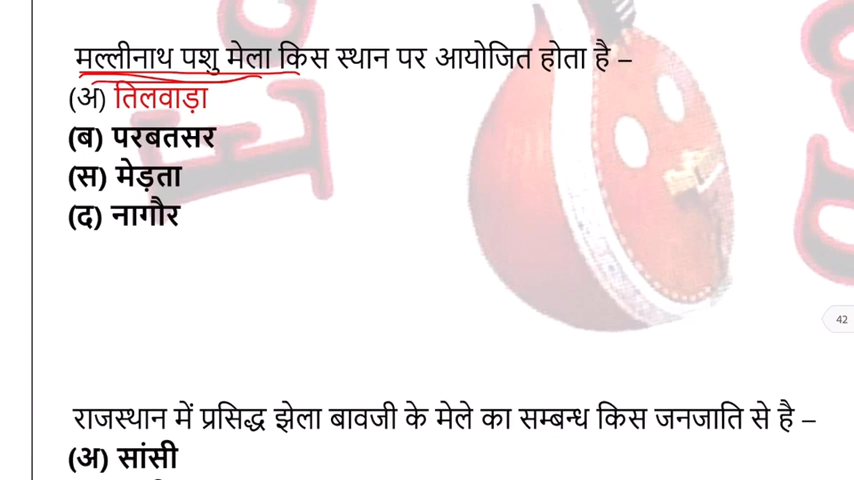 मल्लीनाथ पशु मेला किस स्थान पर आयोजित होता है –
(अ) तिलवाड़ा
(ब) परबतसर
(स) मेड़ता
(द) नागौर
42
राजस्थान में प्रसिद्ध झेला बावजी के मेले का सम्बन्ध किस जनजाति से है –
(अ) सांसी